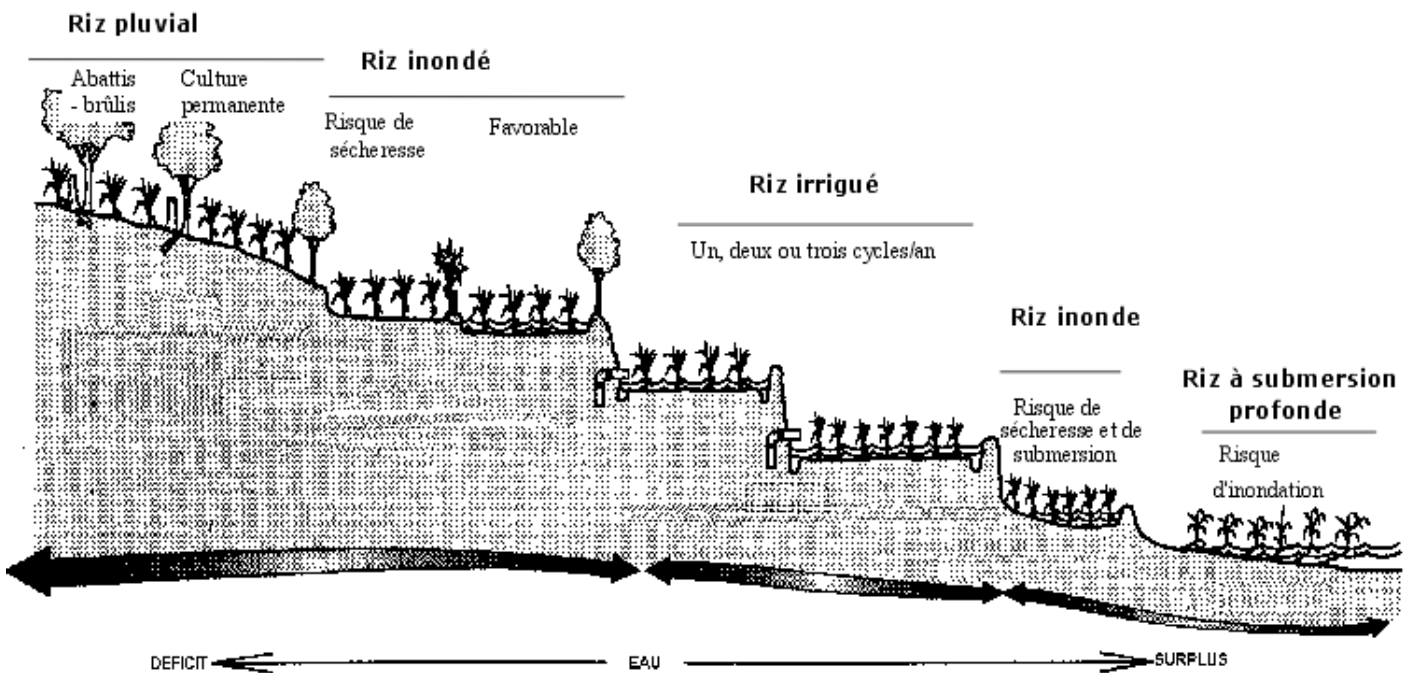 Riz pluvial
Abattis
- brûlis
Culture
permanente
Riz inondé
Risque de
sécheresse
Favorable
Riz irrigué
Un, deux ou trois cycles/an
Riz inonde
Risque de
sécheresse et de
submersion
Riz à submersion
profonde
Risque
d'inondation
DEFICIT
EAU
SURPLUS